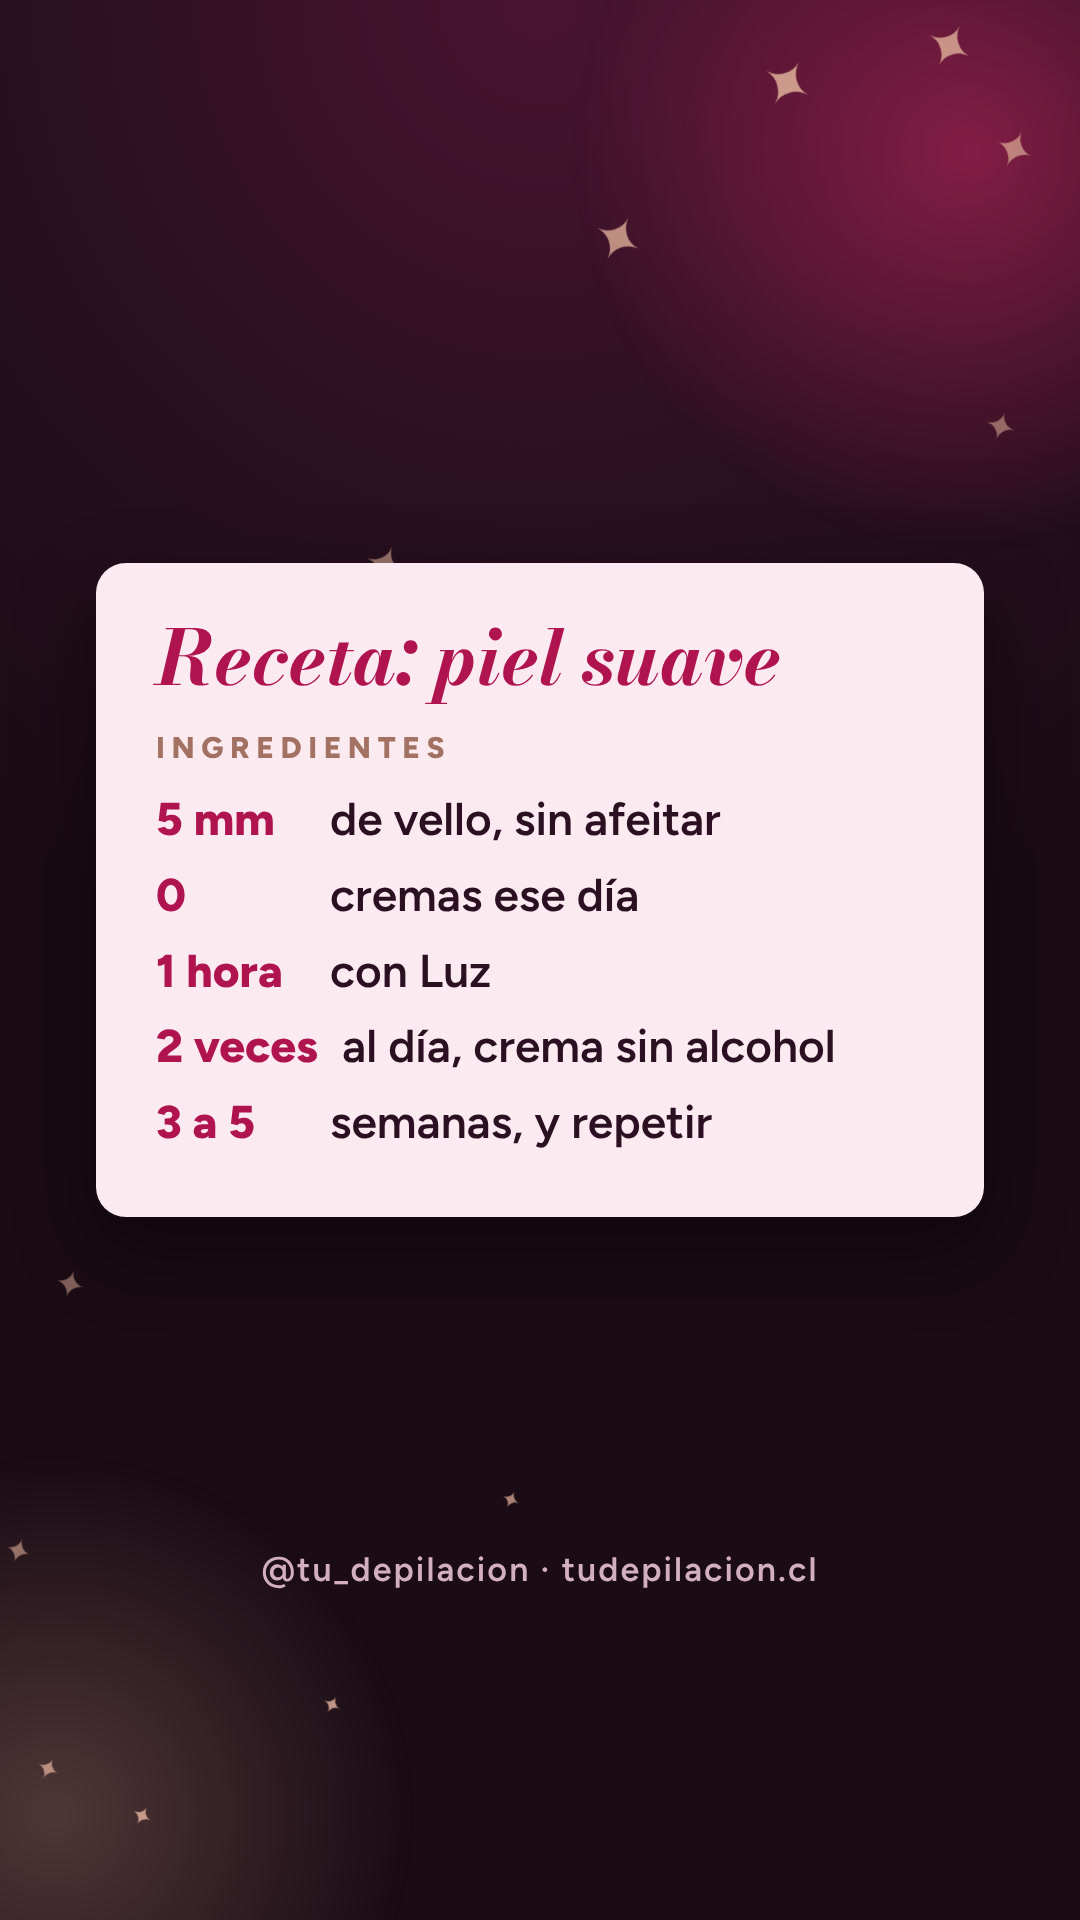 Receta: piel suave
INGREDIENTES
5 mm de vello, sin afeitar
0 cremas ese día
1 hora con Luz
2 veces al día, crema sin alcohol
3 a 5 semanas, y repetir
@tu_depilacion · tudepilacion.cl